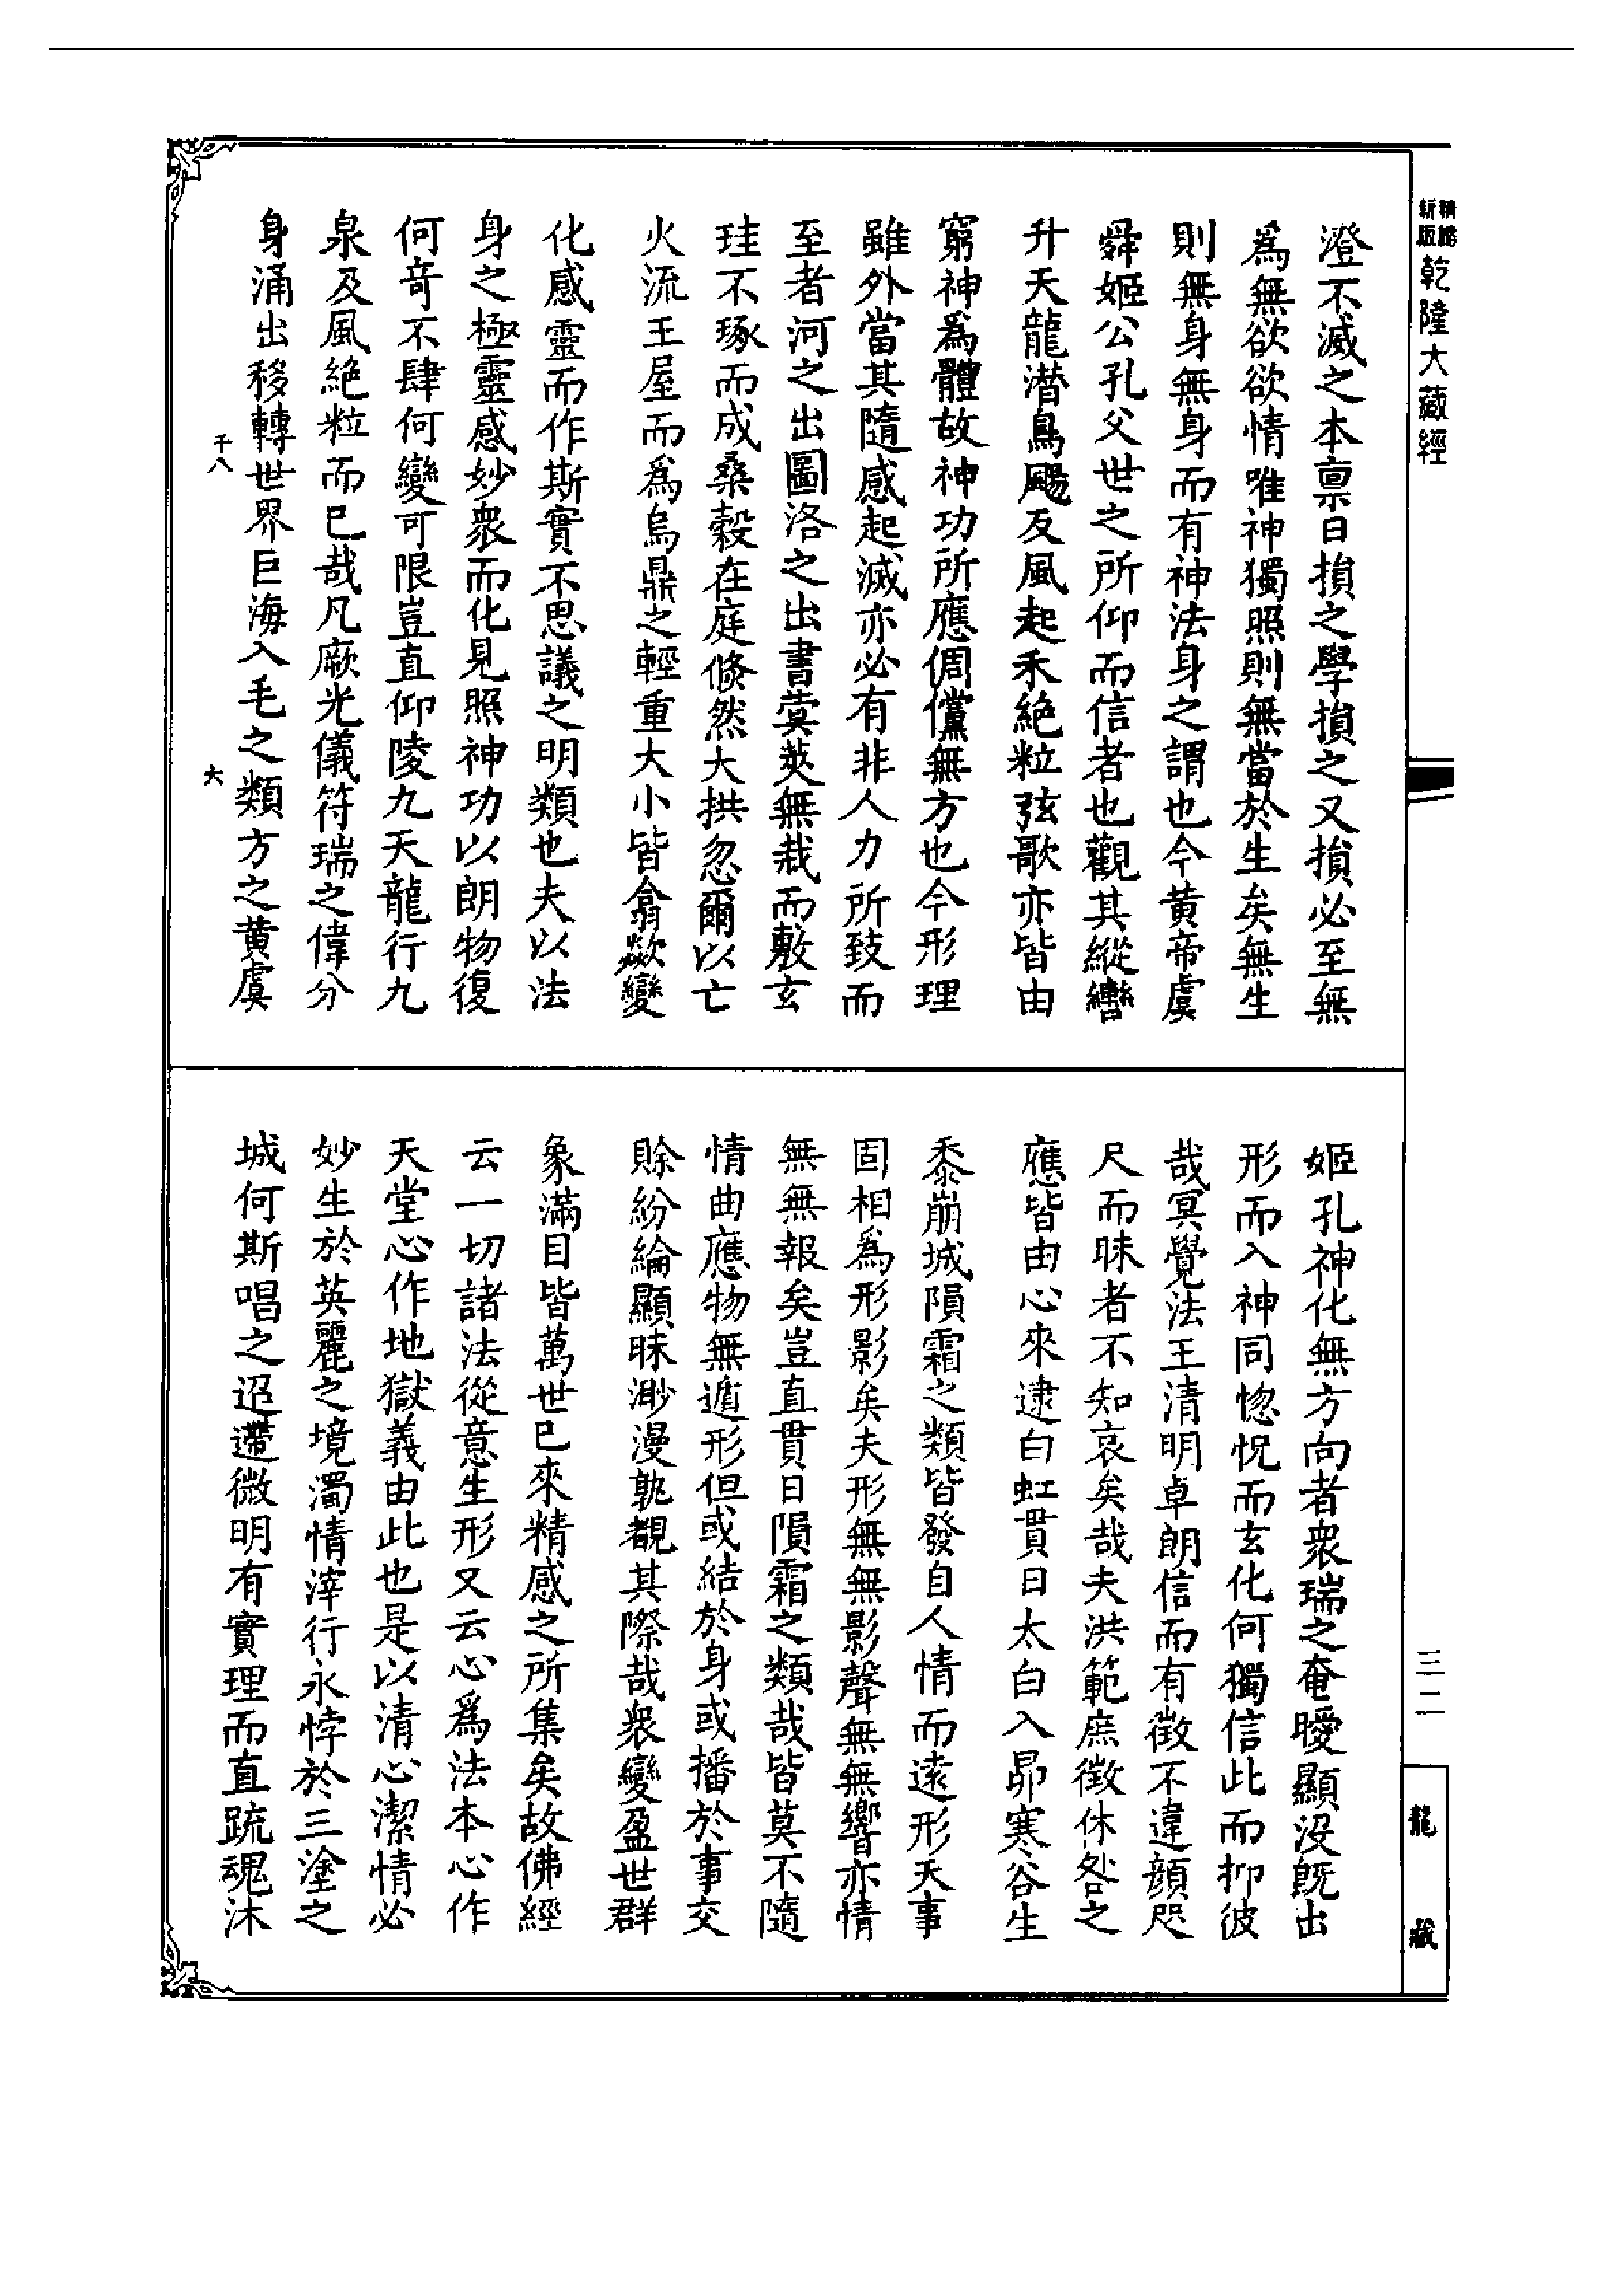 精縮新版乾隆大藏經
澄不滅之本禀日損之學損之又損必至無
爲無欲欲情唯神獨照則無當於生矣無生
則無身無身而有神法身之謂也今黃帝虞
舜姬公孔父世之所仰而信者也觀其縱轡
升天龍潛鳥颺反風起禾絶粒弦歌亦皆由
窮神爲體故神功所應倜儻無方也今形理
雖外當其隨感起滅亦必有非人力所致而
至者河之出圖洛之出書蓂莢無栽而敷玄
珪不琢而成桑榖在庭倐然大拱忽爾以亡
火流王屋而爲烏鼎之輕重大小皆翕歘變
化感靈而作斯實不思議之明類也夫以法
身之極靈感妙衆而化見照神功以朗物復
何奇不肆何變可限豈直仰陵九天龍行九
泉及風絶粒而已哉凡厥光儀符瑞之偉分
身涌出移轉世界巨海入毛之類方之黃虞
千八
六
姬孔神化無方向者衆瑞之奄曖顯沒旣出
形而入神同惚怳而玄化何獨信此而抑彼
哉冥覺法王清明卓朗信而有徵不違顔咫
尺而昧者不知哀矣哉夫洪範庶徵休咎之
應皆由心來逮白虹貫日太白入昴寒谷生
黍崩城隕霜之類皆發自人情而遠形天事
固相爲形影矣夫形無無影聲無無響亦情
無無報矣豈直貫日隕霜之類哉皆莫不隨
情曲應物無遁形但或結於身或播於事交
賒紛綸顯昧渺漫孰覩其際哉衆變盈世群
象滿目皆萬世已來精感之所集矣故佛經
云一切諸法從意生形又云心爲法本心作
天堂心作地獄義由此也是以清心潔情必
妙生於英麗之境濁情滓行永悖於三塗之
城何斯唱之迢遰微明有實理而直疏魂沐
三二
龍藏